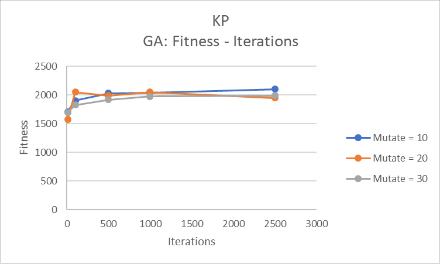 KP
GA: Fitness - Iterations
2500
2000
1500
1000
500
0
Fitness
0 500 1000 1500 2000 2500 3000
Iterations
Mutate = 10
Mutate = 20
Mutate = 30